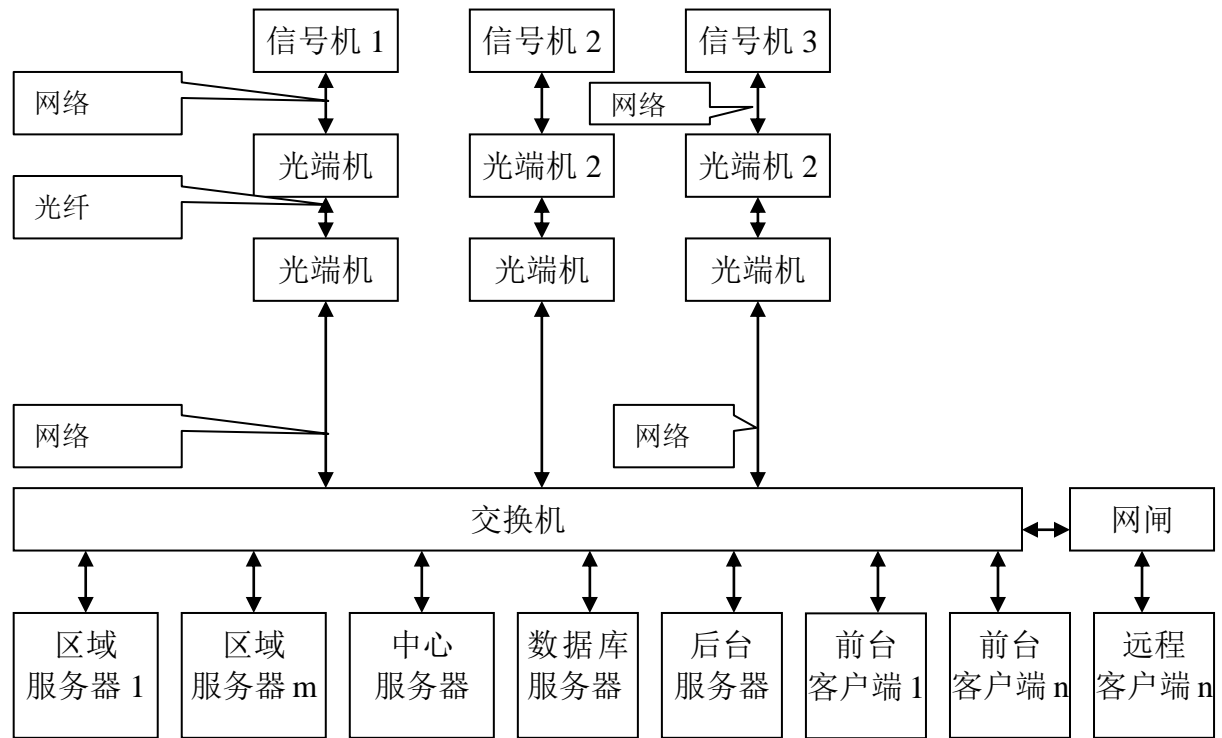 信号机 1
信号机 2
信号机 3
网络
网络
光端机
光端机 2
光端机 2
光纤
光端机
光端机
光端机
网络
网络
交换机
网闸
区域
服务器 1
区域
服务器 m
中心
服务器
数据库
服务器
后台
服务器
前台
客户端 1
前台
客户端 n
远程
客户端 n